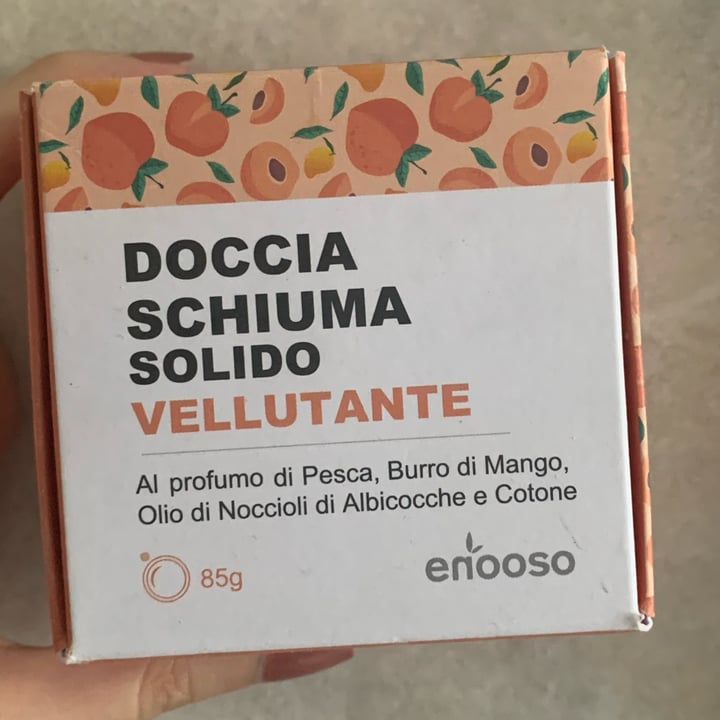 DOCCIA
SCHIUMA
SOLIDO
VELLUTANTE
Al profumo di Pesca, Burro di Mango,
Olio di Noccioli di Albicocche e Cotone
85g
enooso